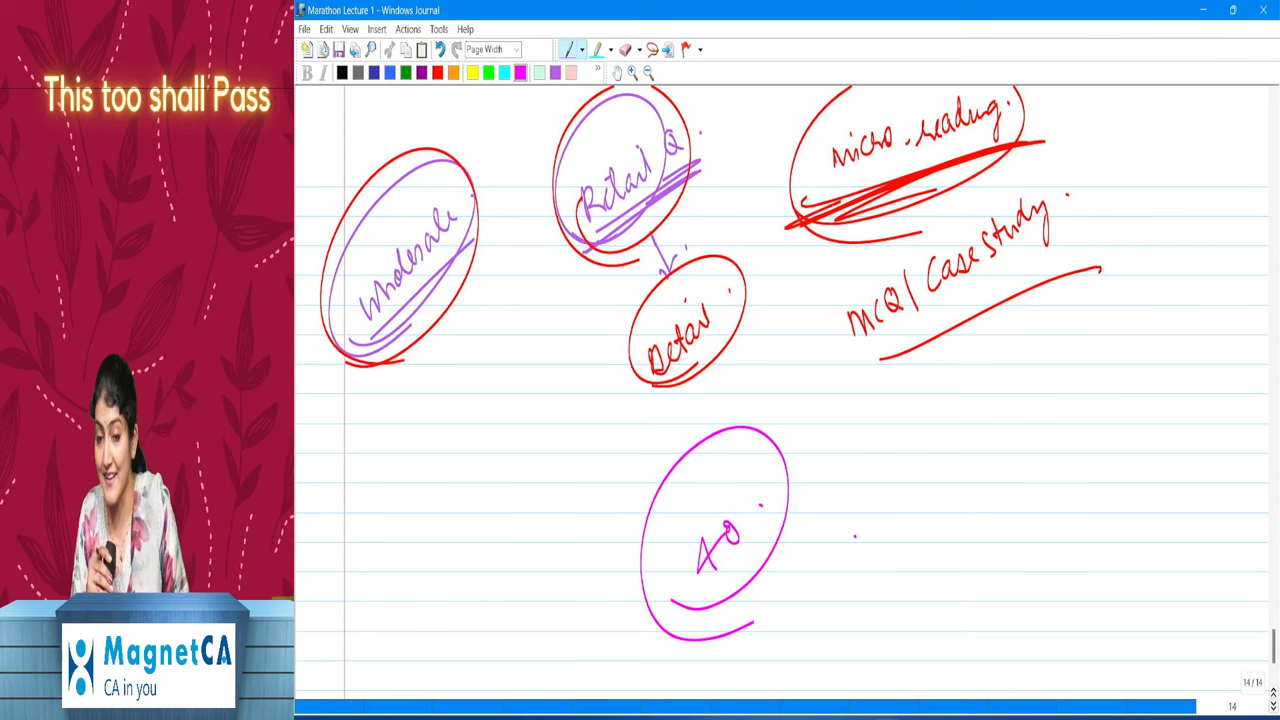 Marathon Lecture 1 - Windows Journal
File Edit View Insert Actions Tools Help
Page Width
B I
This too shall Pass
Wholesale
Retail Q.
Detail.
micro-reading.
MCQ/ Case Study.
40
MagnetCA
CA in you
14 / 14
14